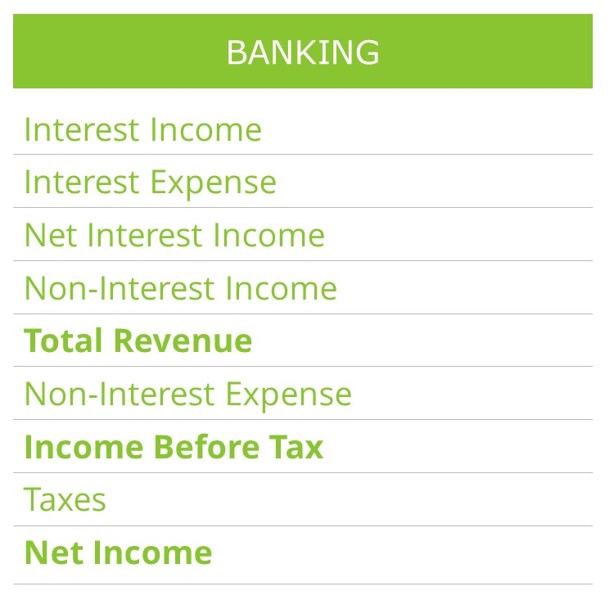 BANKING
Interest Income
Interest Expense
Net Interest Income
Non-Interest Income
Total Revenue
Non-Interest Expense
Income Before Tax
Taxes
Net Income